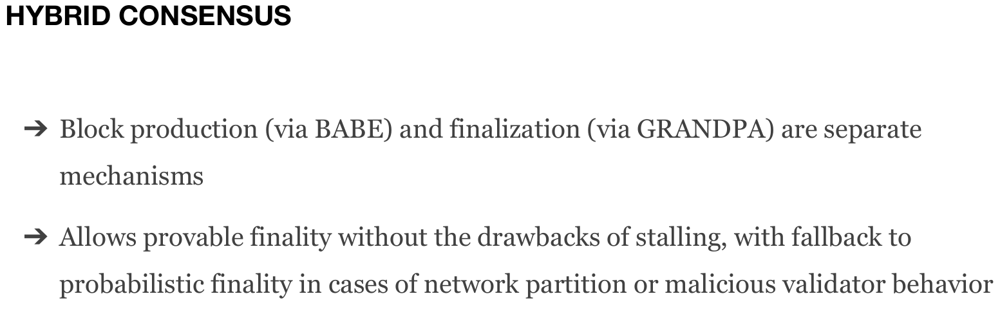 HYBRID CONSENSUS
➔ Block production (via BABE) and finalization (via GRANDPA) are separate
mechanisms
➔ Allows provable finality without the drawbacks of stalling, with fallback to
probabilistic finality in cases of network partition or malicious validator behavior